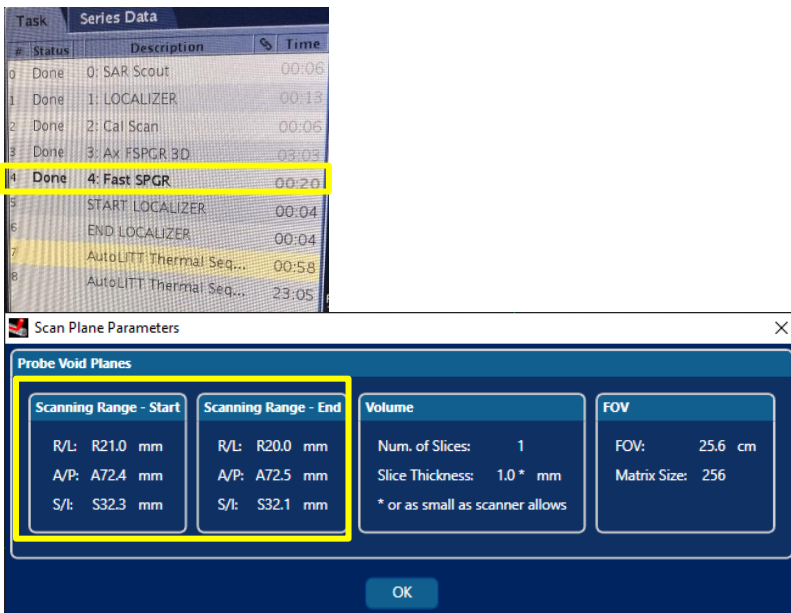 Task Series Data
# Status Description Time
0 Done 0: SAR Scout 00:06
1 Done 1: LOCALIZER 00:13
2 Done 2: Cal Scan 00:06
3 Done 3: Ax FSPGR 3D 03:03
4 Done 4: Fast SPGR 00:20
5 START LOCALIZER 00:04
6 END LOCALIZER 00:04
7 AutoLITT Thermal Seq... 00:58
8 AutoLITT Thermal Seq... 23:05
Scan Plane Parameters
Probe Void Planes
Scanning Range - Start
R/L: R21.0 mm
A/P: A72.4 mm
S/I: S32.3 mm
Scanning Range - End
R/L: R20.0 mm
A/P: A72.5 mm
S/I: S32.1 mm
Volume
Num. of Slices: 1
Slice Thickness: 1.0 * mm
* or as small as scanner allows
FOV
FOV: 25.6 cm
Matrix Size: 256
OK